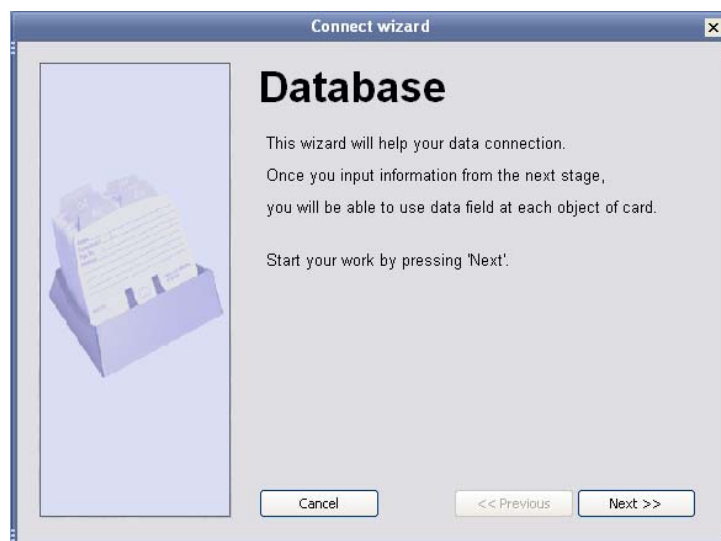 Connect wizard
Database
This wizard will help your data connection.
Once you input information from the next stage,
you will be able to use data field at each object of card.
Start your work by pressing 'Next'.
Cancel
<< Previous
Next >>